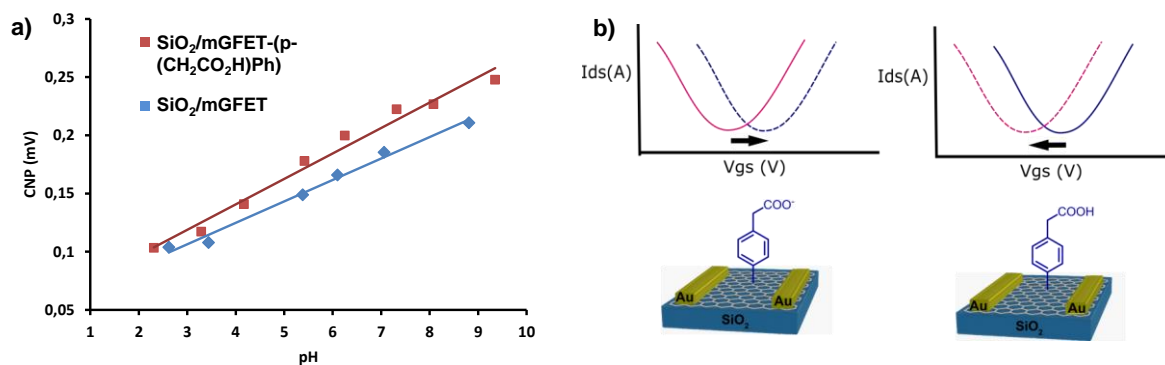 a)
CNP (mV)
0,3
0,25
0,2
0,15
0,1
0,05
SiO₂/mGFET-(p-
(CH₂CO₂H)Ph)
SiO₂/mGFET
1 2 3 4 5 6 7 8 9 10
pH
b)
Ids(A)
Vgs (V)
Ids(A)
Vgs (V)
COO⁻
Au
Au
SiO₂
COOH
Au
Au
SiO₂